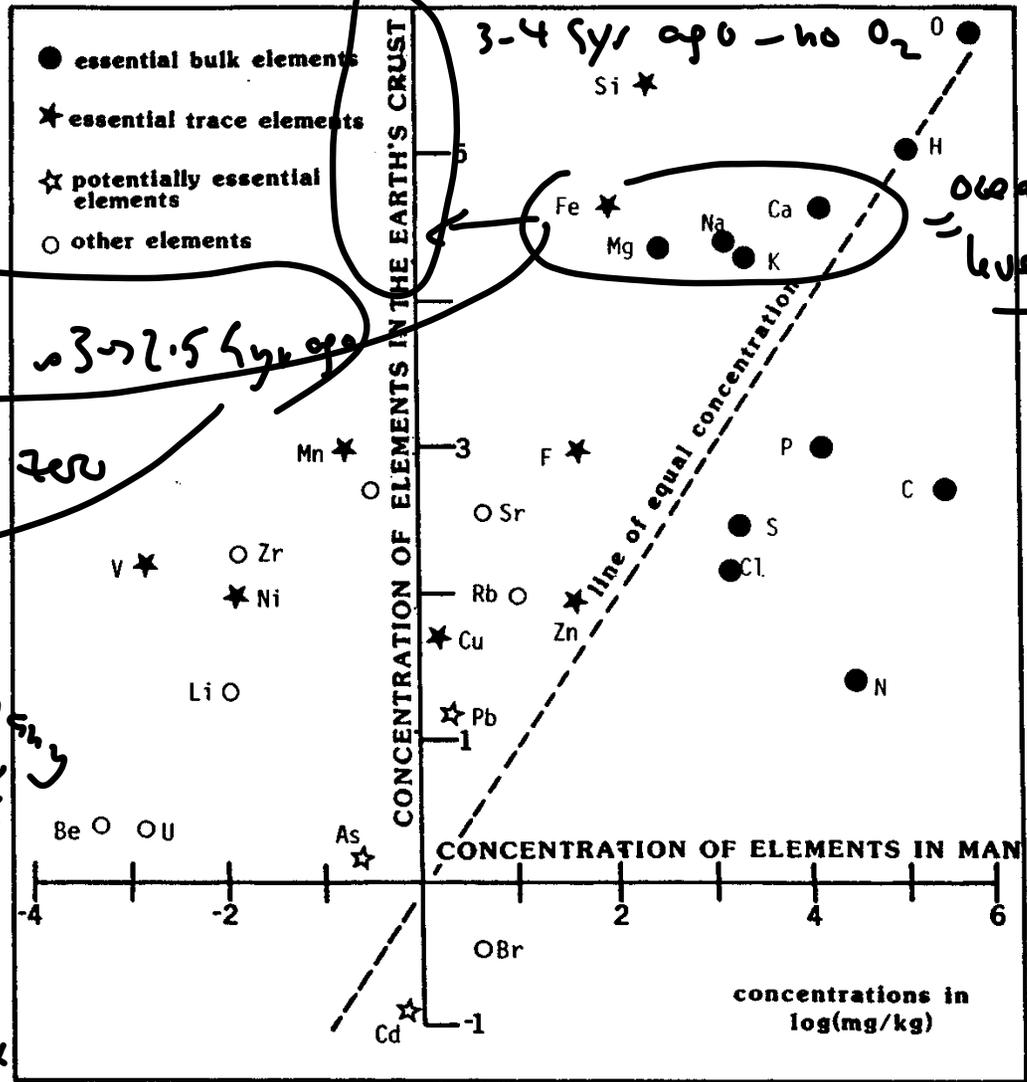 3-4 Gyr ago - no O2
O
essential bulk elements
Si
essential trace elements
H
5
potentially essential
elements
Fe
Ca
Na
other elements
Mg
K
~3→2.5 Gyr ago
zero
CONCENTRATION OF ELEMENTS IN THE EARTH'S CRUST
line of equal concentration
Mn
3
F
P
C
Sr
S
V
Zr
Cl
Ni
Rb
Zn
Cu
Li
N
Pb
1
Be
U
As
CONCENTRATION OF ELEMENTS IN MAN
-4
-2
2
4
6
Br
concentrations in
log(mg/kg)
Cd
-1